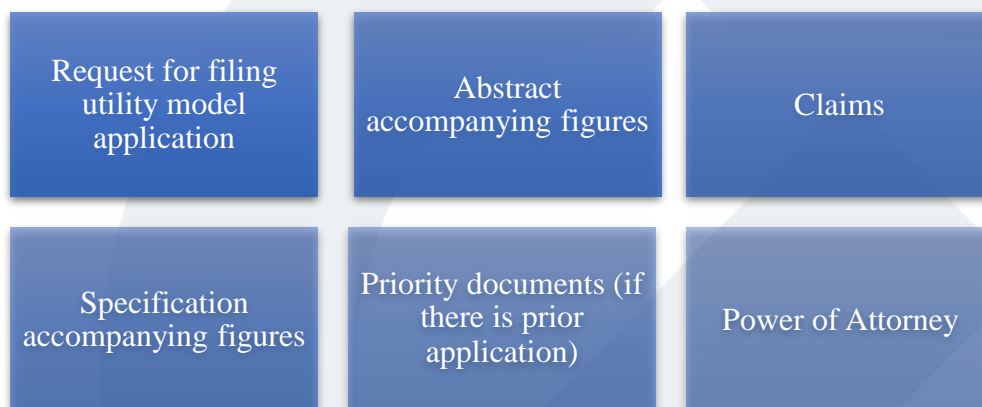 Request for filing
utility model
application
Abstract
accompanying figures
Claims
Specification
accompanying figures
Priority documents (if
there is prior
application)
Power of Attorney